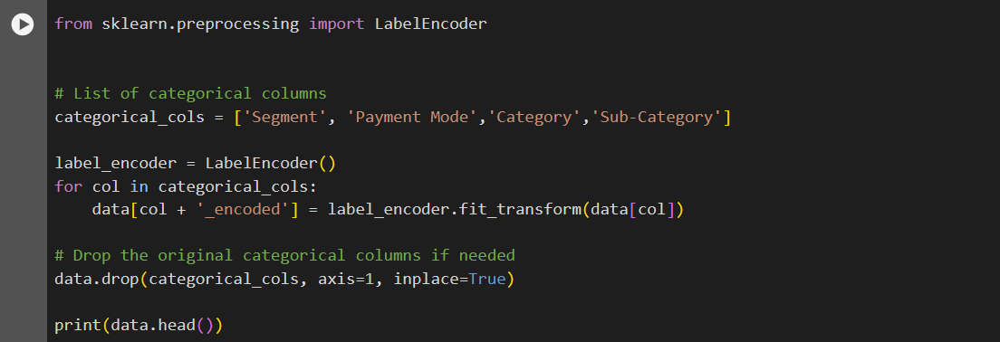 from sklearn.preprocessing import LabelEncoder
# List of categorical columns
categorical_cols = ['Segment', 'Payment Mode','Category','Sub-Category']
label_encoder = LabelEncoder()
for col in categorical_cols:
    data[col + '_encoded'] = label_encoder.fit_transform(data[col])
# Drop the original categorical columns if needed
data.drop(categorical_cols, axis=1, inplace=True)
print(data.head())